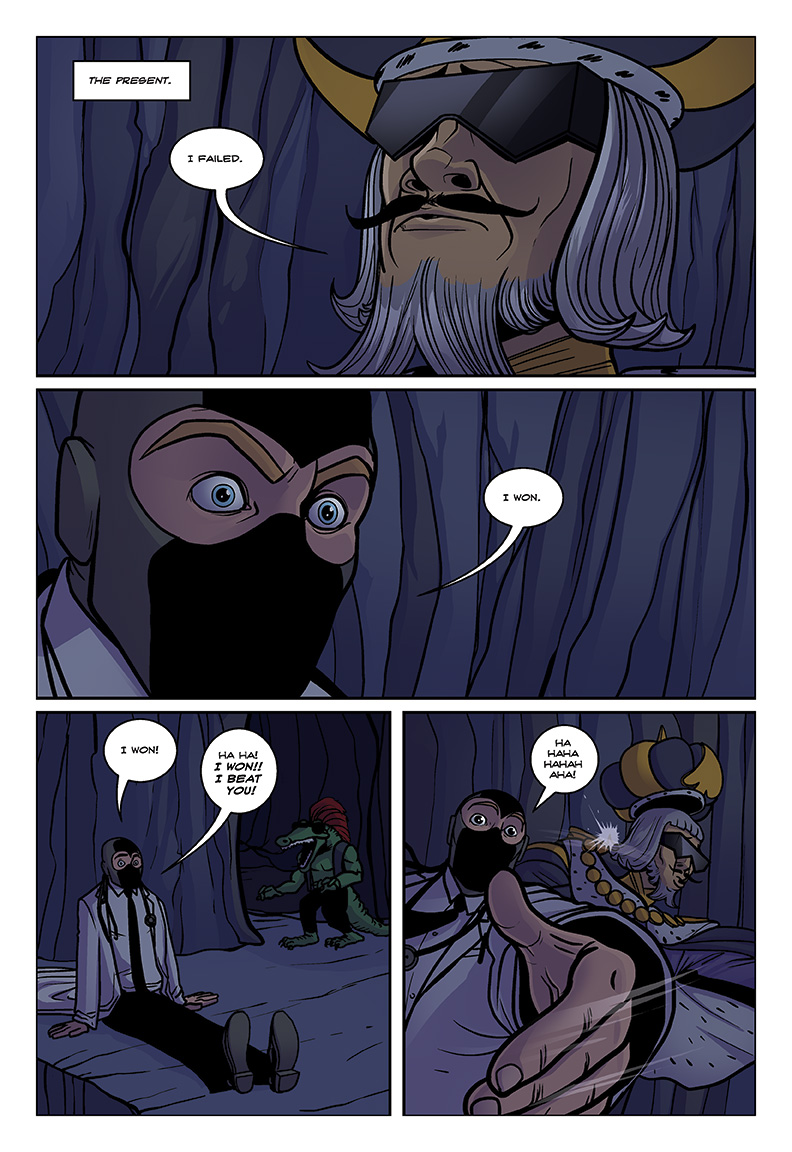 THE PRESENT.
I FAILED.
I WON.
I WON!
HA HA!
I WON!!
I BEAT
YOU!
HA
HAHA
HAHAH
AHA!